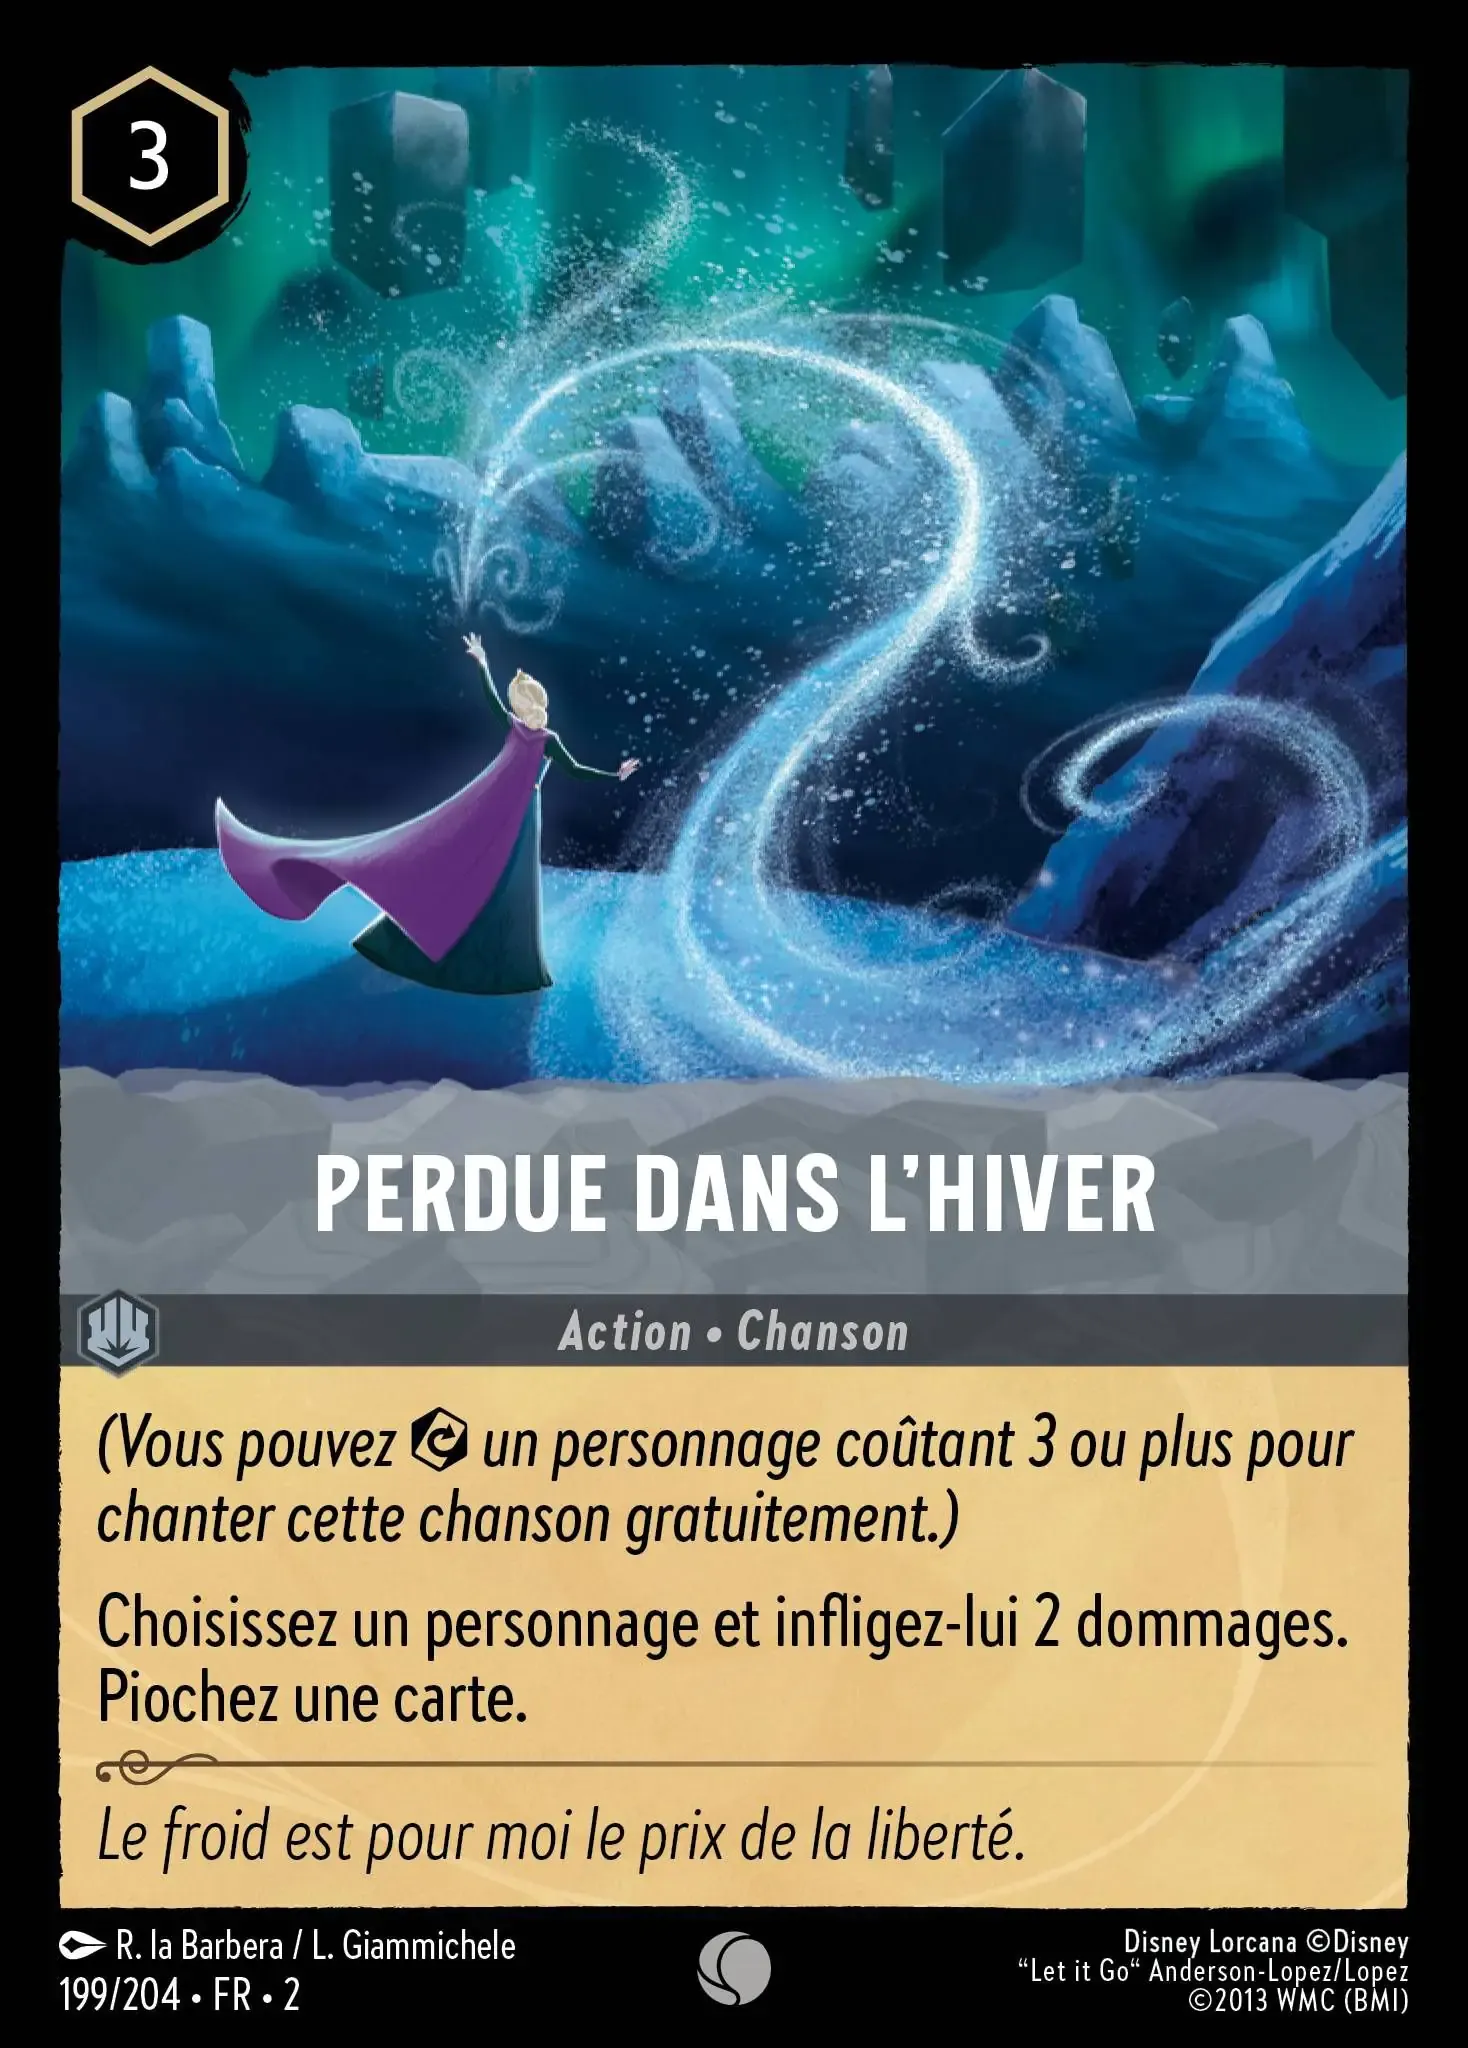 3
PERDUE DANS L'HIVER
Action • Chanson
(Vous pouvez un personnage coûtant 3 ou plus pour
chanter cette chanson gratuitement.)
Choisissez un personnage et infligez-lui 2 dommages.
Piochez une carte.
Le froid est pour moi le prix de la liberté.
R. la Barbera / L. Giammichele
199/204 • FR • 2
Disney Lorcana ©Disney
“Let it Go“ Anderson-Lopez/Lopez
©2013 WMC (BMI)